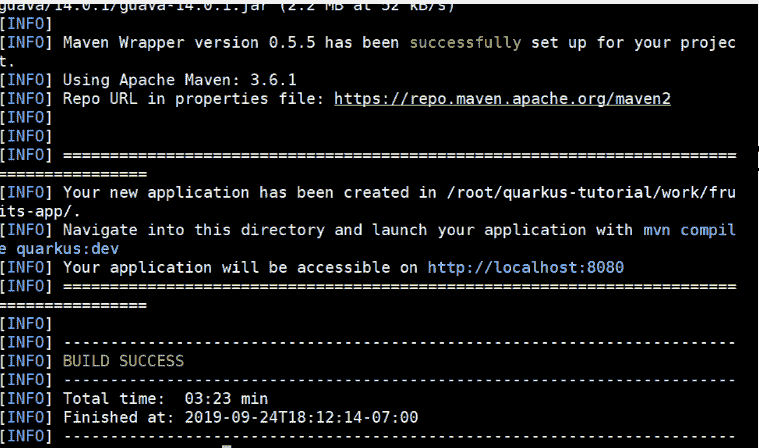 guava/14.0.1/guava-14.0.1.jar (2.2 MB at 52 kB/s)
[INFO]
[INFO] Maven Wrapper version 0.5.5 has been successfully set up for your projec
t.
[INFO] Using Apache Maven: 3.6.1
[INFO] Repo URL in properties file: https://repo.maven.apache.org/maven2
[INFO]
[INFO]
[INFO] ========================================================================
================
[INFO] Your new application has been created in /root/quarkus-tutorial/work/fru
its-app/.
[INFO] Navigate into this directory and launch your application with mvn compil
e quarkus:dev
[INFO] Your application will be accessible on http://localhost:8080
[INFO] ========================================================================
================
[INFO]
[INFO] ------------------------------------------------------------------------
[INFO] BUILD SUCCESS
[INFO] ------------------------------------------------------------------------
[INFO] Total time:  03:23 min
[INFO] Finished at: 2019-09-24T18:12:14-07:00
[INFO] ------------------------------------------------------------------------